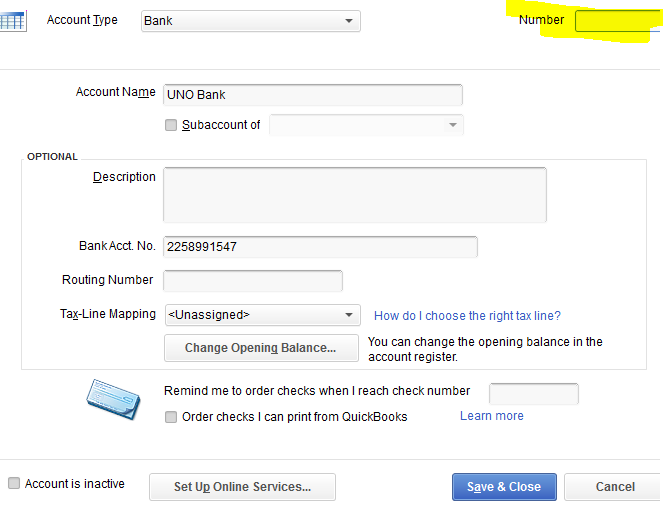 Account Type Bank Number
Account Name UNO Bank
Subaccount of
OPTIONAL
Description
Bank Acct. No. 2258991547
Routing Number
Tax-Line Mapping <Unassigned> How do I choose the right tax line?
Change Opening Balance... You can change the opening balance in the
account register.
Remind me to order checks when I reach check number
Order checks I can print from QuickBooks Learn more
Account is inactive Set Up Online Services... Save & Close Cancel